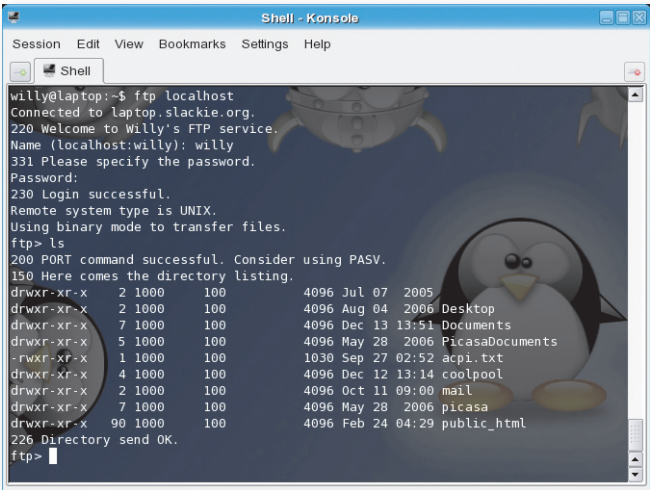 Shell - Konsole
Session Edit View Bookmarks Settings Help
Shell
willy@laptop:~$ ftp localhost
Connected to laptop.slackie.org.
220 Welcome to Willy's FTP service.
Name (localhost:willy): willy
331 Please specify the password.
Password:
230 Login successful.
Remote system type is UNIX.
Using binary mode to transfer files.
ftp> ls
200 PORT command successful. Consider using PASV.
150 Here comes the directory listing.
drwxr-xr-x 2 1000 100 4096 Jul 07 2005
drwxr-xr-x 2 1000 100 4096 Aug 04 2006 Desktop
drwxr-xr-x 7 1000 100 4096 Dec 13 13:51 Documents
drwxr-xr-x 5 1000 100 4096 May 28 2006 PicasaDocuments
-rwxr-xr-x 1 1000 100 1030 Sep 27 02:52 acpi.txt
drwxr-xr-x 4 1000 100 4096 Dec 12 13:14 coolpool
drwxr-xr-x 2 1000 100 4096 Oct 11 09:00 mail
drwxr-xr-x 7 1000 100 4096 May 28 2006 picasa
drwxr-xr-x 90 1000 100 4096 Feb 24 04:29 public_html
226 Directory send OK.
ftp>